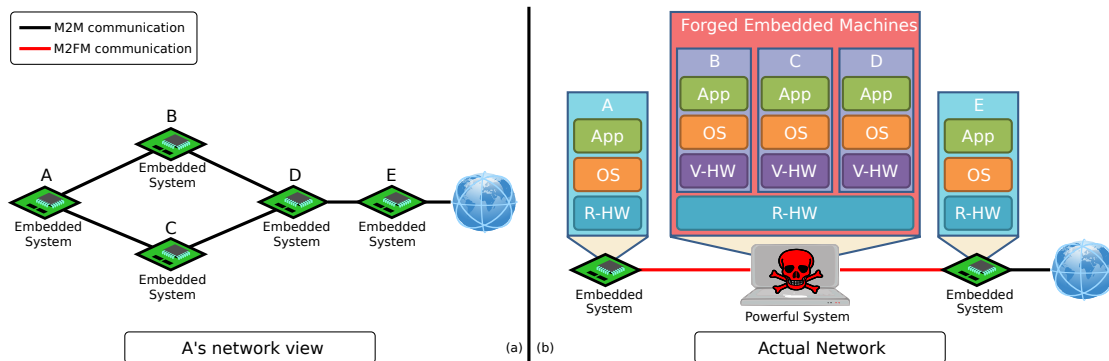 M2M communication
M2FM communication
B
Embedded
System
A
Embedded
System
C
Embedded
System
D
Embedded
System
E
Embedded
System
A's network view
(a)
(b)
Forged Embedded Machines
A
App
OS
R-HW
B
App
OS
V-HW
C
App
OS
V-HW
D
App
OS
V-HW
R-HW
E
App
OS
R-HW
Embedded
System
Powerful System
Embedded
System
Actual Network